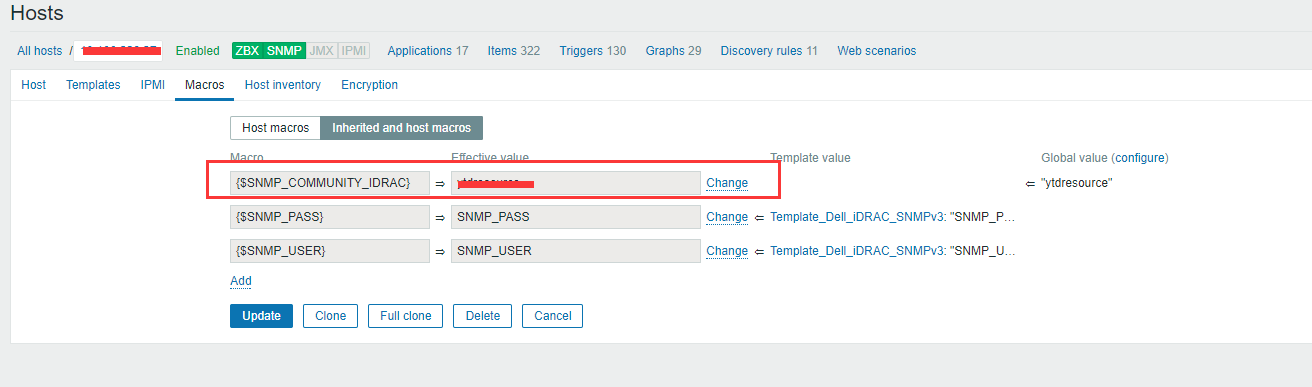 Hosts
All hosts / Enabled ZBX SNMP JMX IPMI Applications 17 Items 322 Triggers 130 Graphs 29 Discovery rules 11 Web scenarios
Host Templates IPMI Macros Host inventory Encryption
Host macros Inherited and host macros
Macro Effective value Template value Global value (configure)
{$SNMP_COMMUNITY_IDRAC} ⇒ Change ⇐ "ytdresource"
{$SNMP_PASS} ⇒ SNMP_PASS Change ⇐ Template_Dell_iDRAC_SNMPv3: "SNMP_P...
{$SNMP_USER} ⇒ SNMP_USER Change ⇐ Template_Dell_iDRAC_SNMPv3: "SNMP_U...
Add
Update Clone Full clone Delete Cancel